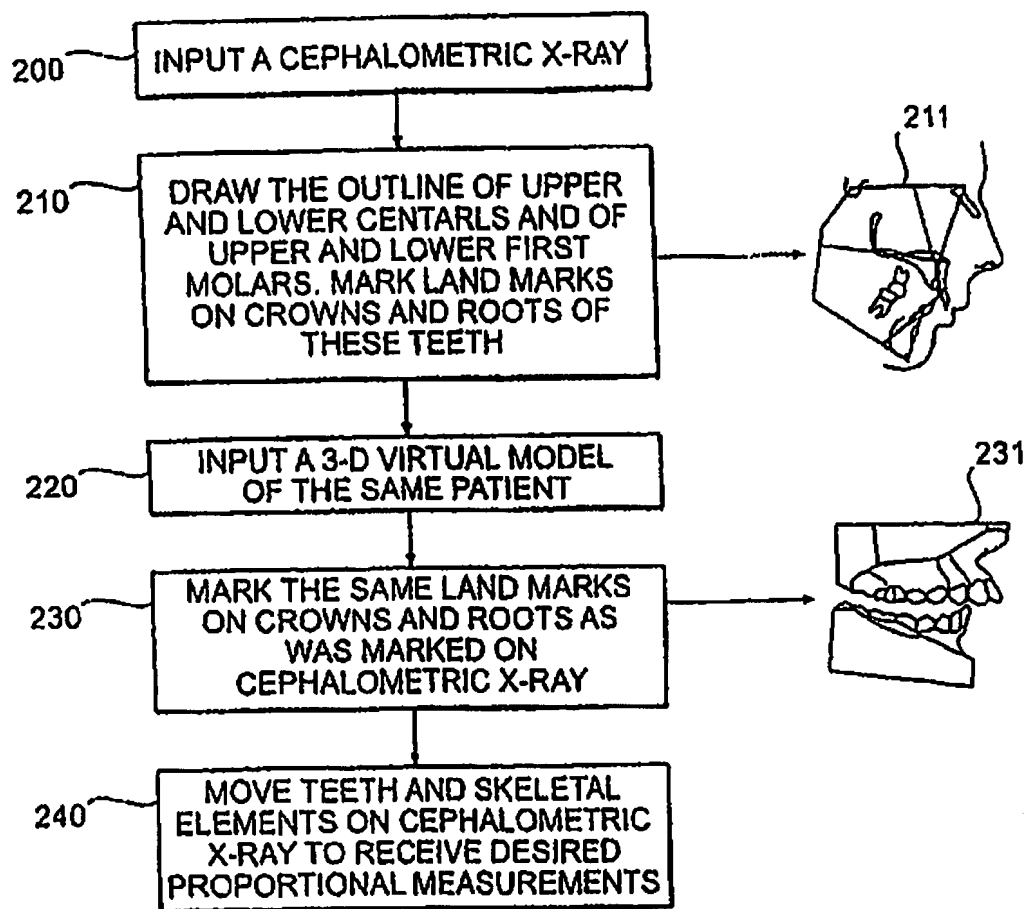 200
INPUT A CEPHALOMETRIC X-RAY
211
210
DRAW THE OUTLINE OF UPPER
AND LOWER CENTARLS AND OF
UPPER AND LOWER FIRST
MOLARS. MARK LAND MARKS
ON CROWNS AND ROOTS OF
THESE TEETH
220
INPUT A 3-D VIRTUAL MODEL
OF THE SAME PATIENT
231
230
MARK THE SAME LAND MARKS
ON CROWNS AND ROOTS AS
WAS MARKED ON
CEPHALOMETRIC X-RAY
240
MOVE TEETH AND SKELETAL
ELEMENTS ON CEPHALOMETRIC
X-RAY TO RECEIVE DESIRED
PROPORTIONAL MEASUREMENTS